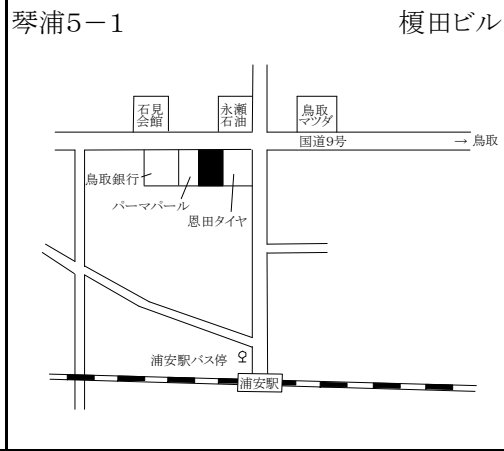 琴浦5－1
榎田ビル
石見
会館
永瀬
石油
鳥取
マツダ
国道9号
→ 鳥取
鳥取銀行
パーマパール
恩田タイヤ
浦安駅バス停
浦安駅